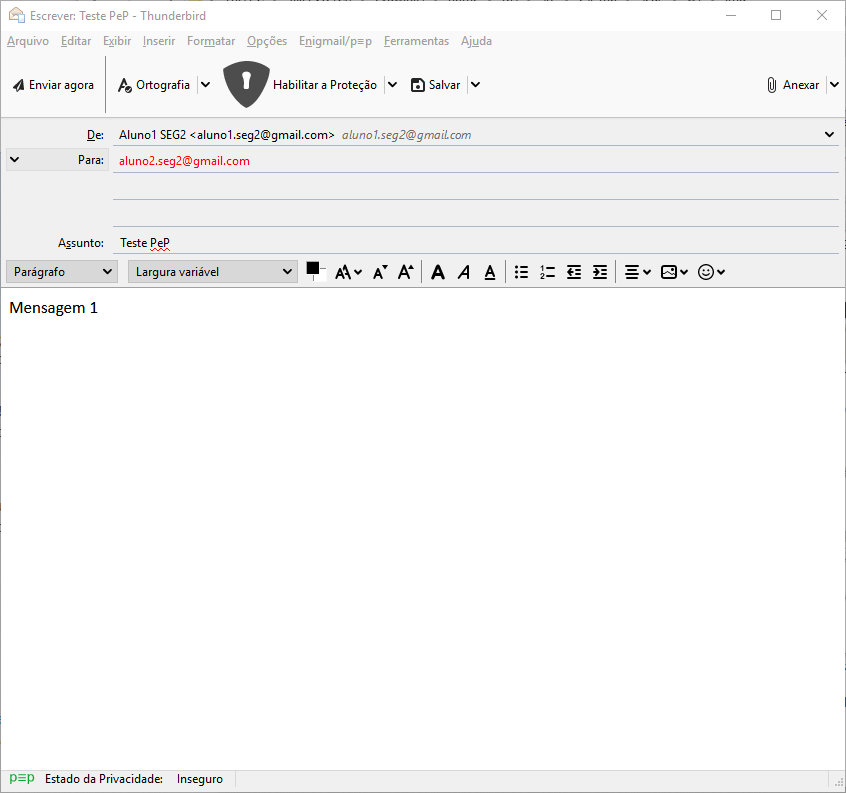 Escrever: Teste PeP - Thunderbird
Arquivo Editar Exibir Inserir Formatar Opções Enigmail/p≡p Ferramentas Ajuda
Enviar agora Ortografia Habilitar a Proteção Salvar Anexar
De: Aluno1 SEG2 <aluno1.seg2@gmail.com> aluno1.seg2@gmail.com
Para: aluno2.seg2@gmail.com
Assunto: Teste PeP
Parágrafo Largura variável
Mensagem 1
p≡p Estado da Privacidade: Inseguro